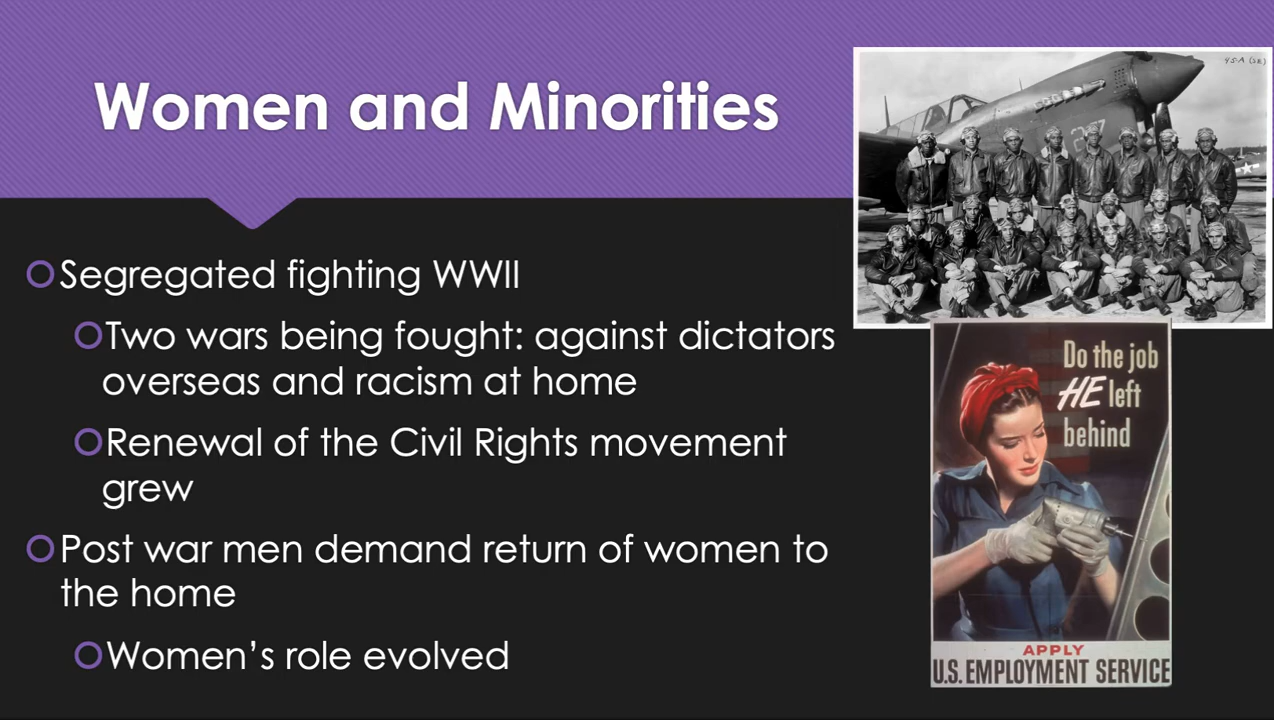 Women and Minorities
Segregated fighting WWII
Two wars being fought: against dictators
overseas and racism at home
Renewal of the Civil Rights movement
grew
Post war men demand return of women to
the home
Women's role evolved
Do the job
HE left
behind
APPLY
U.S. EMPLOYMENT SERVICE